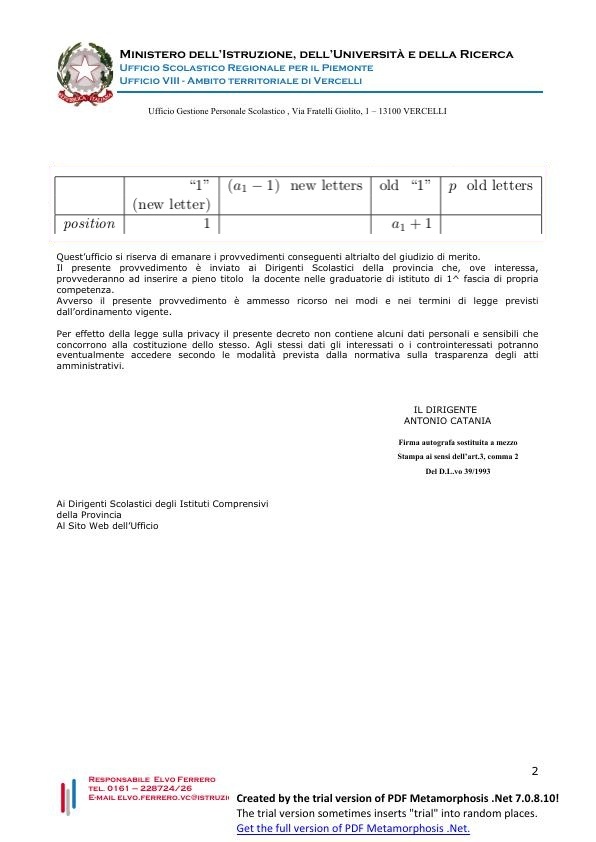 MINISTERO DELL'ISTRUZIONE, DELL'UNIVERSITÀ E DELLA RICERCA
UFFICIO SCOLASTICO REGIONALE PER IL PIEMONTE
UFFICIO VIII - AMBITO TERRITORIALE DI VERCELLI
Ufficio Gestione Personale Scolastico , Via Fratelli Giolito, 1 – 13100 VERCELLI
“1” (a₁ − 1) new letters old “1” p old letters
(new letter)
position 1 a₁ + 1
Quest’ufficio si riserva di emanare i provvedimenti conseguenti altrialto del giudizio di merito.
Il presente provvedimento è inviato ai Dirigenti Scolastici della provincia che, ove interessa,
provvederanno ad inserire a pieno titolo la docente nelle graduatorie di istituto di 1^ fascia di propria
competenza.
Avverso il presente provvedimento è ammesso ricorso nei modi e nei termini di legge previsti
dall’ordinamento vigente.
Per effetto della legge sulla privacy il presente decreto non contiene alcuni dati personali e sensibili che
concorrono alla costituzione dello stesso. Agli stessi dati gli interessati o i controinteressati potranno
eventualmente accedere secondo le modalità prevista dalla normativa sulla trasparenza degli atti
amministrativi.
IL DIRIGENTE
ANTONIO CATANIA
Firma autografa sostituita a mezzo
Stampa ai sensi dell’art.3, comma 2
Del D.L.vo 39/1993
Ai Dirigenti Scolastici degli Istituti Comprensivi
della Provincia
Al Sito Web dell’Ufficio
2
RESPONSABILE ELVO FERRERO
TEL. 0161 – 228724/26
E-MAIL ELVO.FERRERO.VC@ISTRUZI
Created by the trial version of PDF Metamorphosis .Net 7.0.8.10!
The trial version sometimes inserts "trial" into random places.
Get the full version of PDF Metamorphosis .Net.